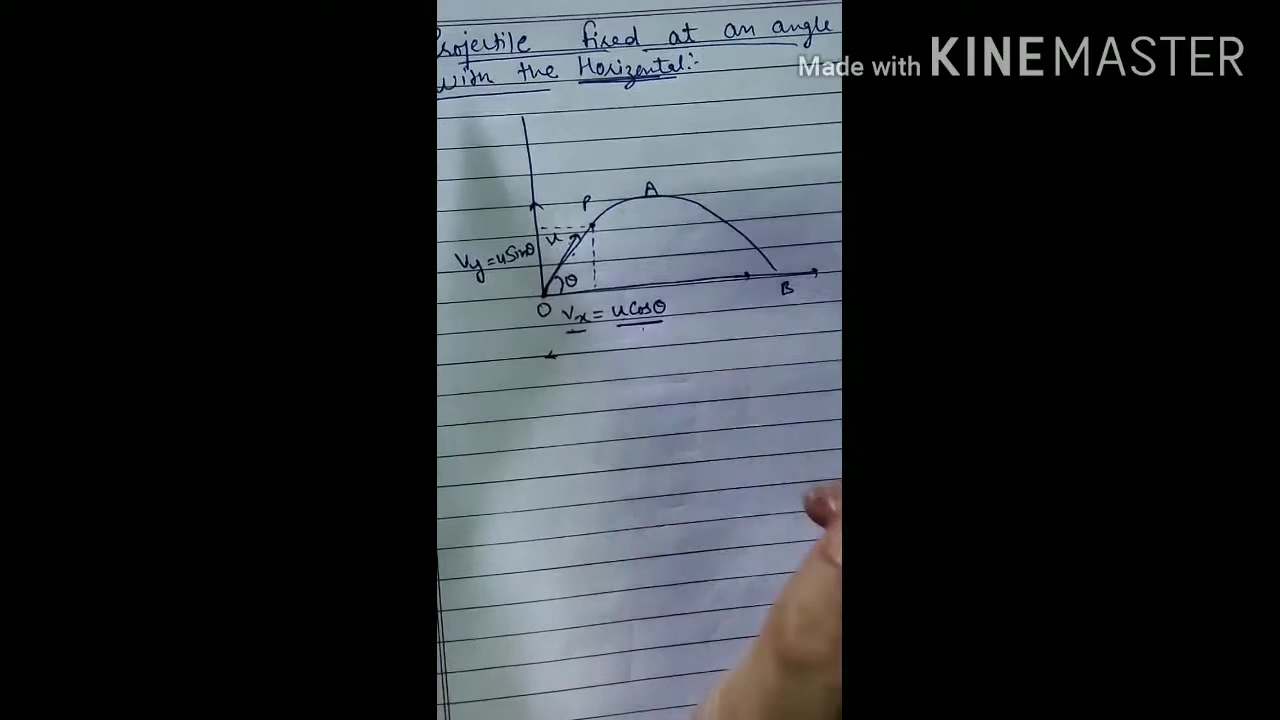 Projectile fired at an angle
with the Horizontal:-
Made with KINEMASTER
A
P
u
Vy = uSinθ
θ
B
O
Vx = uCosθ